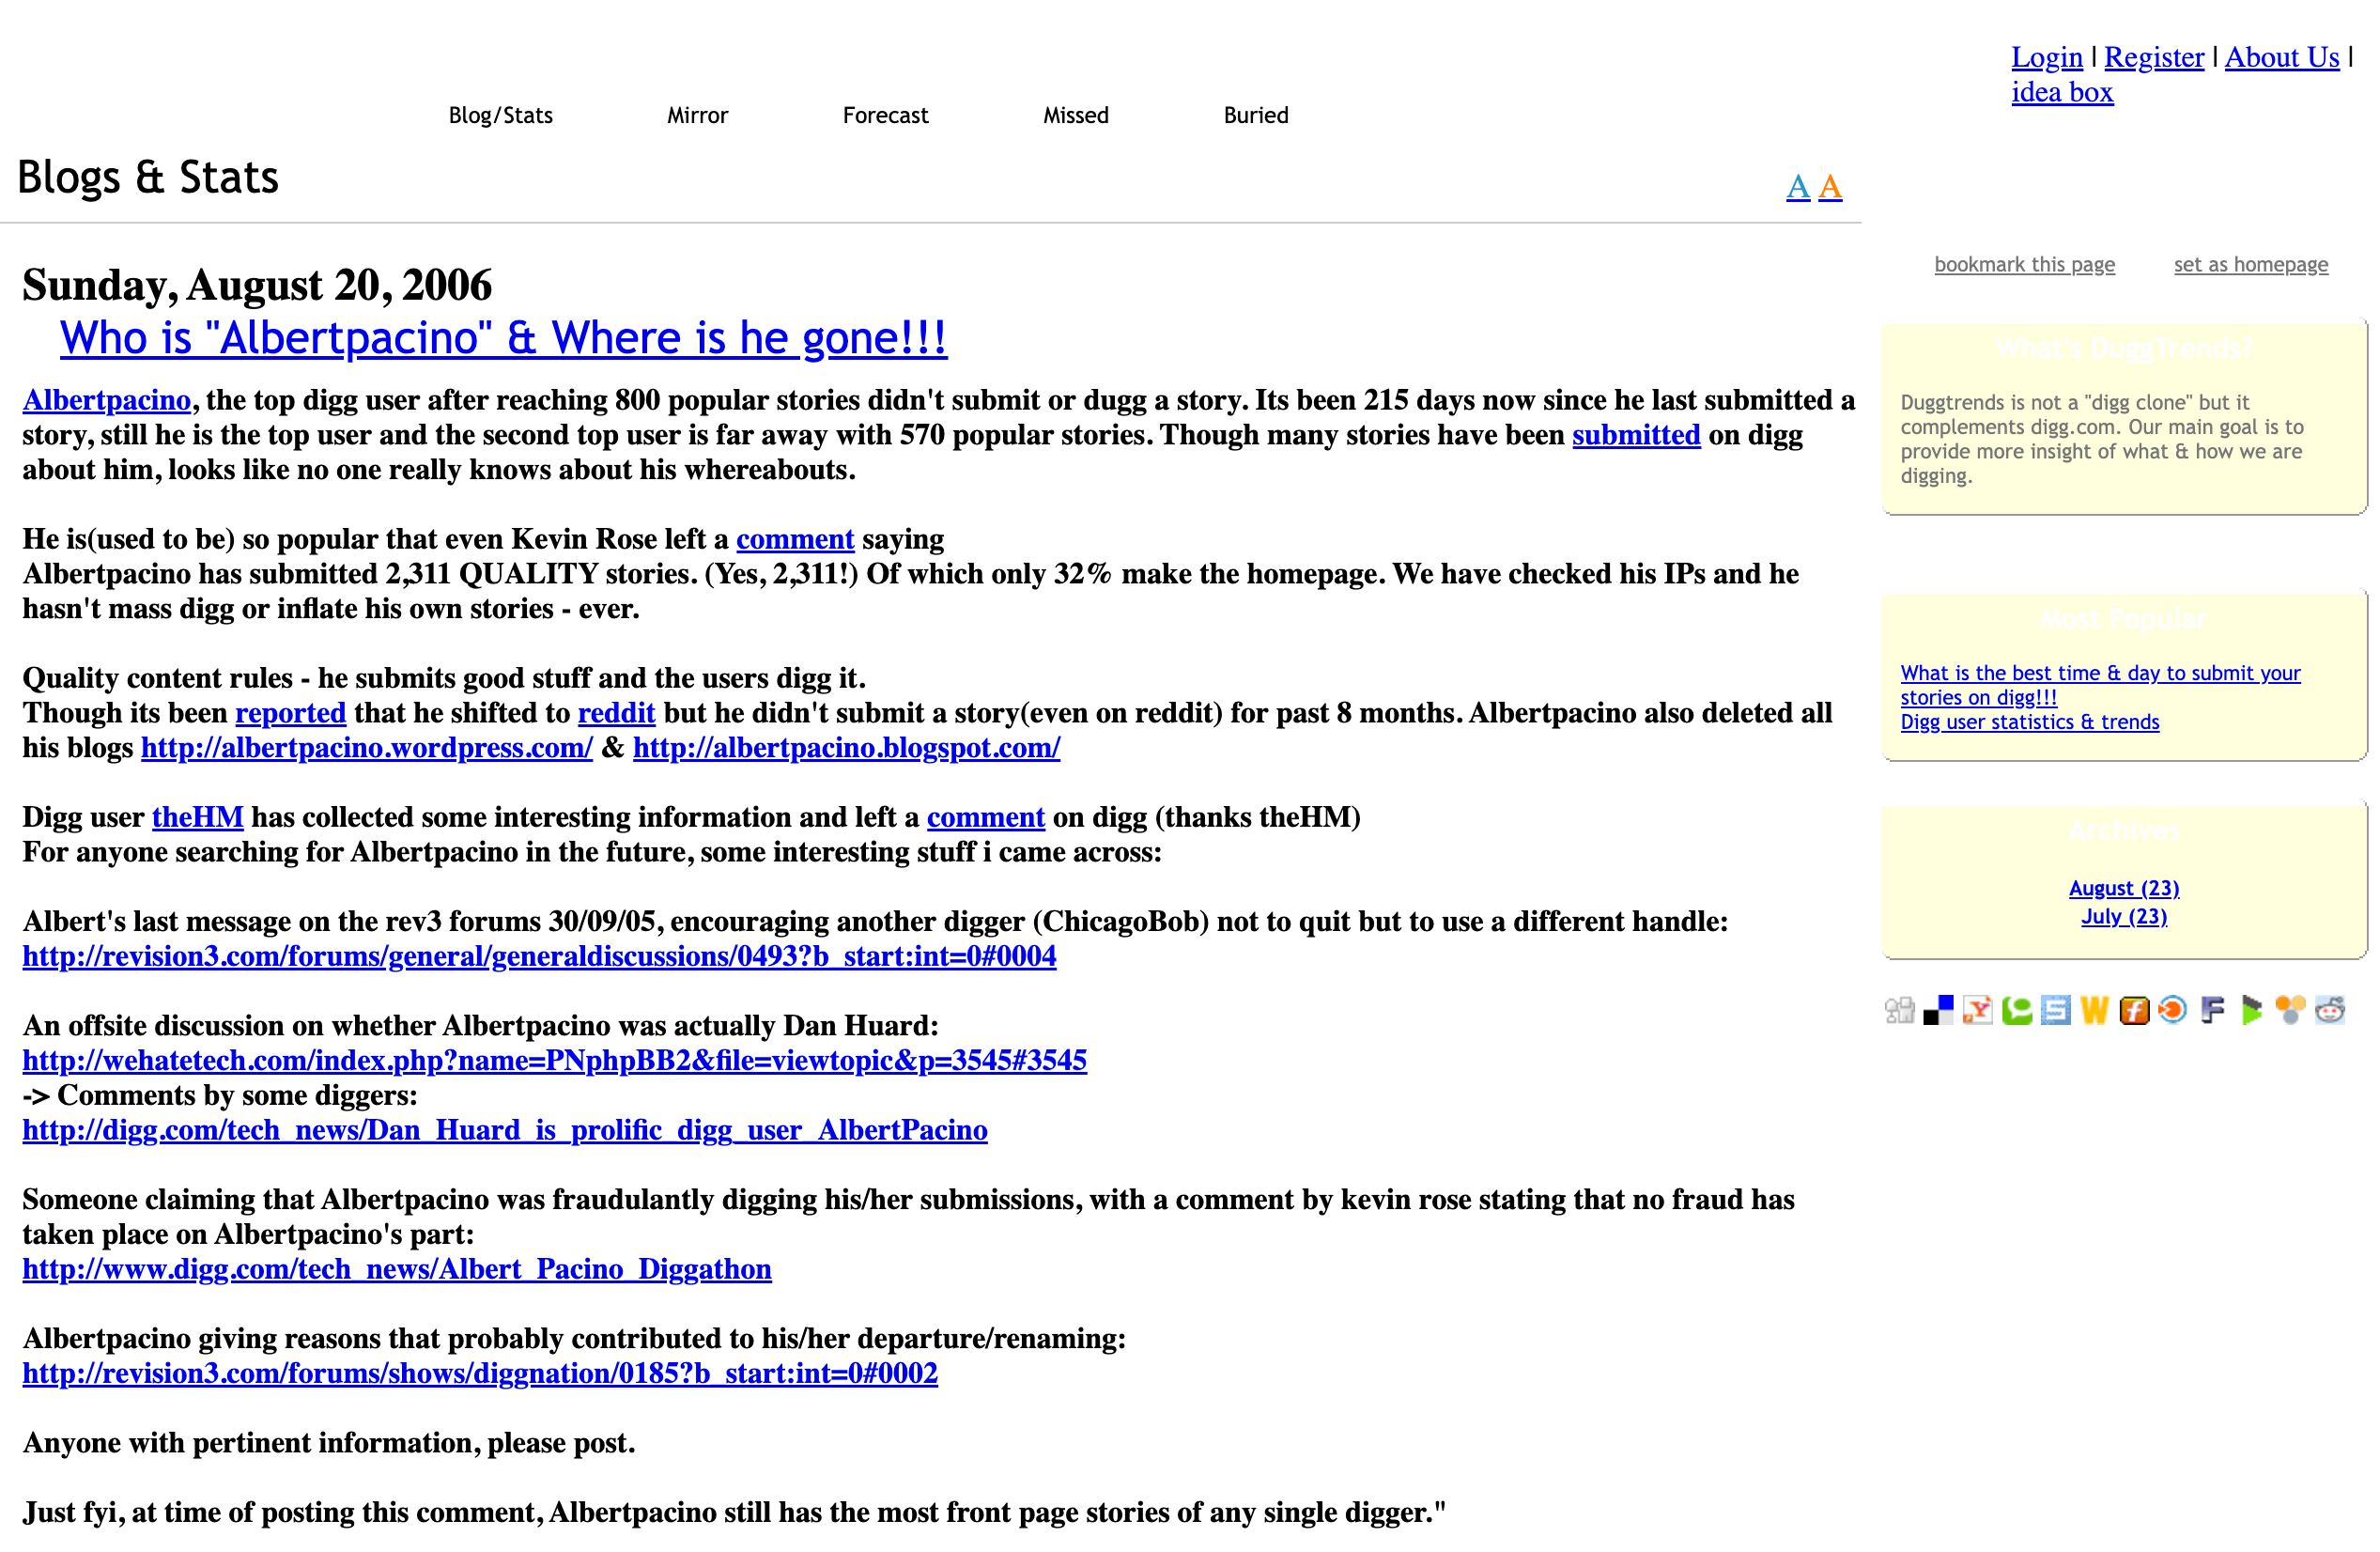 Login | Register | About Us |
idea box
Blog/Stats Mirror Forecast Missed Buried
Blogs & Stats
A A
Sunday, August 20, 2006
Who is "Albertpacino" & Where is he gone!!!
Albertpacino, the top digg user after reaching 800 popular stories didn't submit or dugg a story. Its been 215 days now since he last submitted a
story, still he is the top user and the second top user is far away with 570 popular stories. Though many stories have been submitted on digg
about him, looks like no one really knows about his whereabouts.
He is(used to be) so popular that even Kevin Rose left a comment saying
Albertpacino has submitted 2,311 QUALITY stories. (Yes, 2,311!) Of which only 32% make the homepage. We have checked his IPs and he
hasn't mass digg or inflate his own stories - ever.
Quality content rules - he submits good stuff and the users digg it.
Though its been reported that he shifted to reddit but he didn't submit a story(even on reddit) for past 8 months. Albertpacino also deleted all
his blogs http://albertpacino.wordpress.com/ & http://albertpacino.blogspot.com/
Digg user theHM has collected some interesting information and left a comment on digg (thanks theHM)
For anyone searching for Albertpacino in the future, some interesting stuff i came across:
Albert's last message on the rev3 forums 30/09/05, encouraging another digger (ChicagoBob) not to quit but to use a different handle:
http://revision3.com/forums/general/generaldiscussions/0493?b_start:int=0#0004
An offsite discussion on whether Albertpacino was actually Dan Huard:
http://wehatetech.com/index.php?name=PNphpBB2&file=viewtopic&p=3545#3545
-> Comments by some diggers:
http://digg.com/tech_news/Dan_Huard_is_prolific_digg_user_AlbertPacino
Someone claiming that Albertpacino was fraudulantly digging his/her submissions, with a comment by kevin rose stating that no fraud has
taken place on Albertpacino's part:
http://www.digg.com/tech_news/Albert_Pacino_Diggathon
Albertpacino giving reasons that probably contributed to his/her departure/renaming:
http://revision3.com/forums/shows/diggnation/0185?b_start:int=0#0002
Anyone with pertinent information, please post.
Just fyi, at time of posting this comment, Albertpacino still has the most front page stories of any single digger."
bookmark this page set as homepage
What's DuggTrends?
Duggtrends is not a "digg clone" but it
complements digg.com. Our main goal is to
provide more insight of what & how we are
digging.
Most Popular
What is the best time & day to submit your
stories on digg!!!
Digg user statistics & trends
Archives
August (23)
July (23)